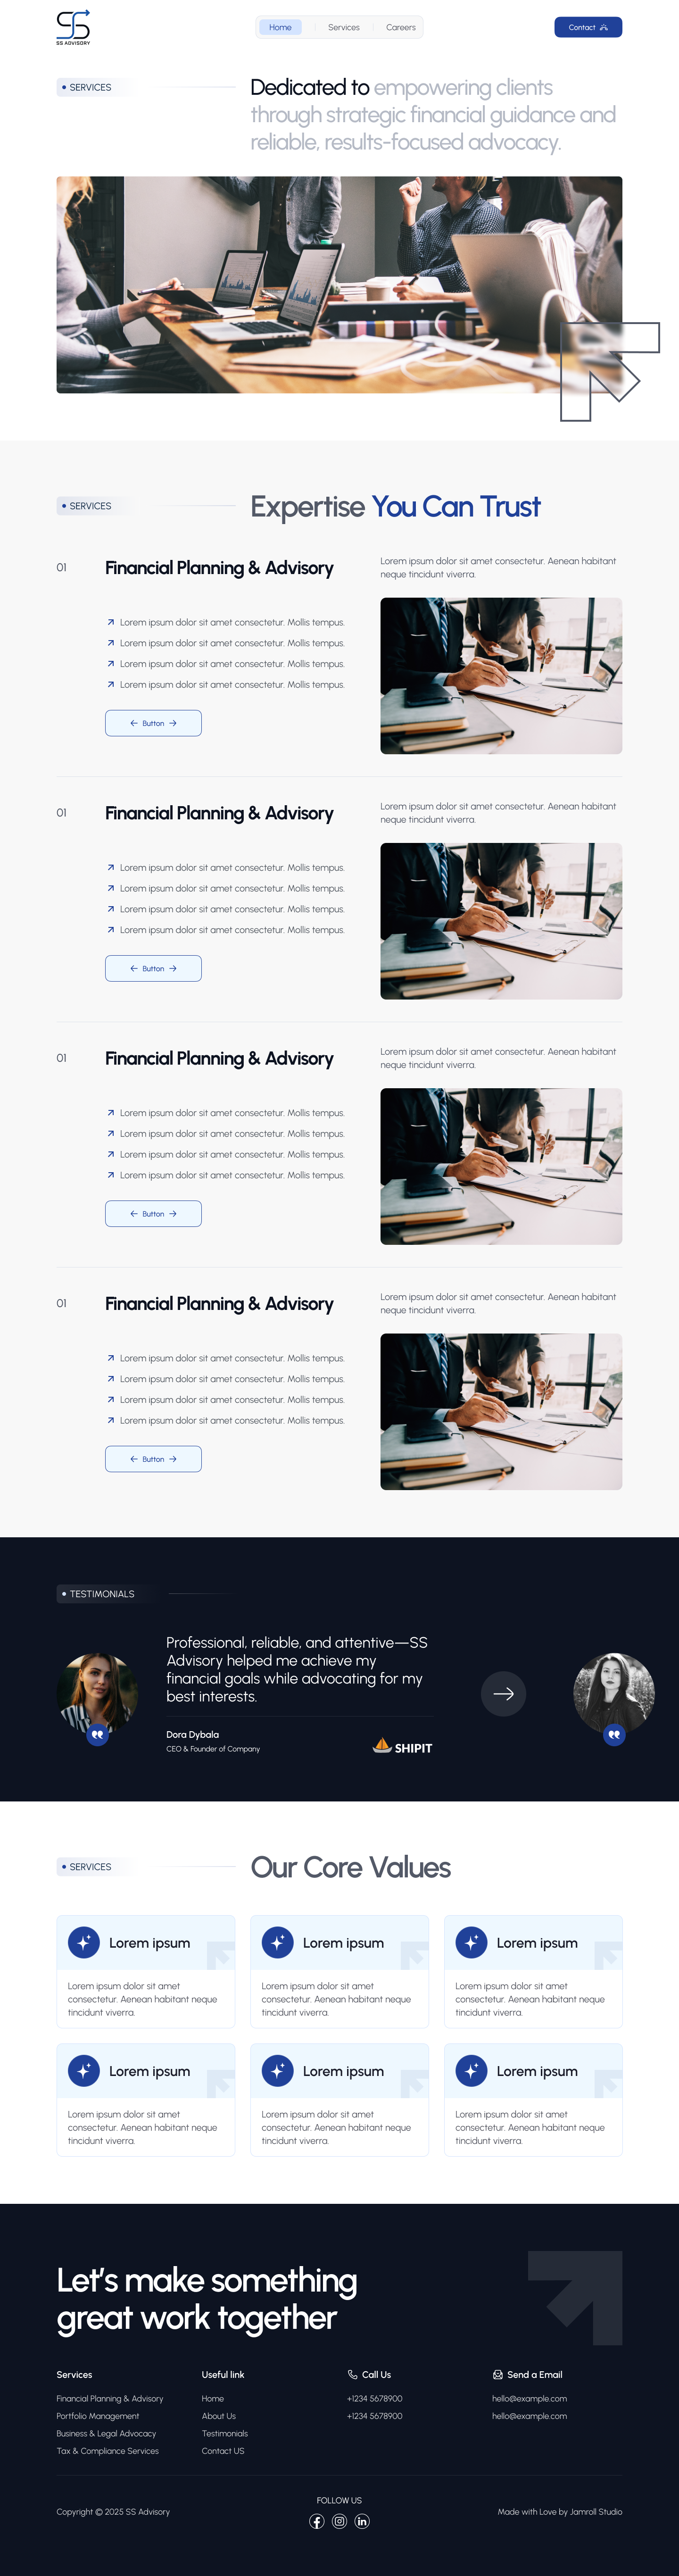 SS ADVISORY
Home
Services
Careers
Contact
SERVICES
Dedicated to empowering clients
through strategic financial guidance and
reliable, results-focused advocacy.
SERVICES
Expertise You Can Trust
01
Financial Planning & Advisory
Lorem ipsum dolor sit amet consectetur. Aenean habitant
neque tincidunt viverra.
Lorem ipsum dolor sit amet consectetur. Mollis tempus.
Lorem ipsum dolor sit amet consectetur. Mollis tempus.
Lorem ipsum dolor sit amet consectetur. Mollis tempus.
Lorem ipsum dolor sit amet consectetur. Mollis tempus.
Button
01
Financial Planning & Advisory
Lorem ipsum dolor sit amet consectetur. Aenean habitant
neque tincidunt viverra.
Lorem ipsum dolor sit amet consectetur. Mollis tempus.
Lorem ipsum dolor sit amet consectetur. Mollis tempus.
Lorem ipsum dolor sit amet consectetur. Mollis tempus.
Lorem ipsum dolor sit amet consectetur. Mollis tempus.
Button
01
Financial Planning & Advisory
Lorem ipsum dolor sit amet consectetur. Aenean habitant
neque tincidunt viverra.
Lorem ipsum dolor sit amet consectetur. Mollis tempus.
Lorem ipsum dolor sit amet consectetur. Mollis tempus.
Lorem ipsum dolor sit amet consectetur. Mollis tempus.
Lorem ipsum dolor sit amet consectetur. Mollis tempus.
Button
01
Financial Planning & Advisory
Lorem ipsum dolor sit amet consectetur. Aenean habitant
neque tincidunt viverra.
Lorem ipsum dolor sit amet consectetur. Mollis tempus.
Lorem ipsum dolor sit amet consectetur. Mollis tempus.
Lorem ipsum dolor sit amet consectetur. Mollis tempus.
Lorem ipsum dolor sit amet consectetur. Mollis tempus.
Button
TESTIMONIALS
Professional, reliable, and attentive—SS
Advisory helped me achieve my
financial goals while advocating for my
best interests.
Dora Dybala
CEO & Founder of Company
SHIPIT
SERVICES
Our Core Values
Lorem ipsum
Lorem ipsum dolor sit amet
consectetur. Aenean habitant neque
tincidunt viverra.
Lorem ipsum
Lorem ipsum dolor sit amet
consectetur. Aenean habitant neque
tincidunt viverra.
Lorem ipsum
Lorem ipsum dolor sit amet
consectetur. Aenean habitant neque
tincidunt viverra.
Lorem ipsum
Lorem ipsum dolor sit amet
consectetur. Aenean habitant neque
tincidunt viverra.
Lorem ipsum
Lorem ipsum dolor sit amet
consectetur. Aenean habitant neque
tincidunt viverra.
Lorem ipsum
Lorem ipsum dolor sit amet
consectetur. Aenean habitant neque
tincidunt viverra.
Let's make something
great work together
Services
Financial Planning & Advisory
Portfolio Management
Business & Legal Advocacy
Tax & Compliance Services
Useful link
Home
About Us
Testimonials
Contact US
Call Us
+1234 5678900
+1234 5678900
Send a Email
hello@example.com
hello@example.com
Copyright © 2025 SS Advisory
FOLLOW US
Made with Love by Jamroll Studio